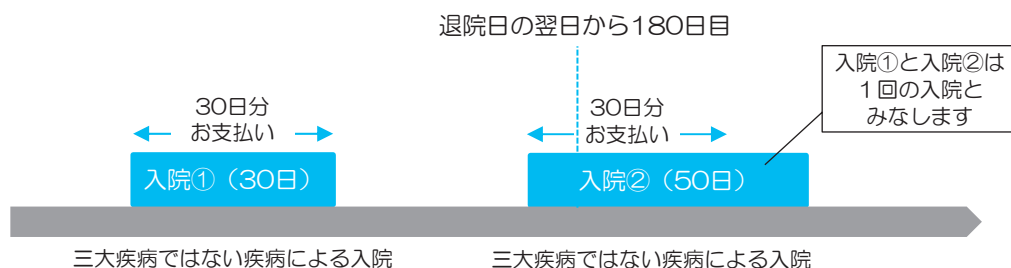 退院日の翌日から180日目
入院①と入院②は
1回の入院と
みなします
30日分
お支払い
30日分
お支払い
入院①（30日）
入院②（50日）
三大疾病ではない疾病による入院
三大疾病ではない疾病による入院